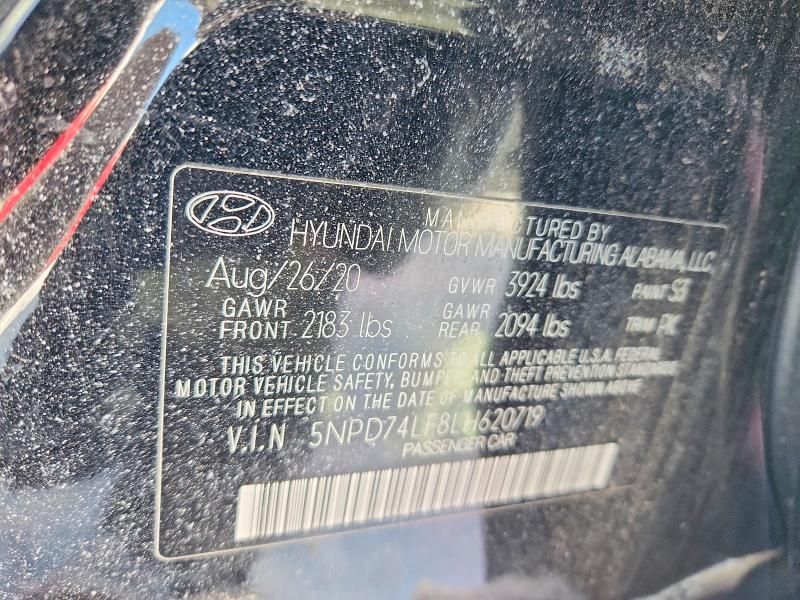 MANUFACTURED BY
HYUNDAI MOTOR MANUFACTURING ALABAMA, LLC
Aug/26/20 GVWR 3924 lbs PAINT
GAWR FRONT 2183 lbs GAWR REAR 2094 lbs TRIM
THIS VEHICLE CONFORMS TO ALL APPLICABLE U.S.A. FEDERAL
MOTOR VEHICLE SAFETY, BUMPER AND THEFT PREVENTION STANDARDS
IN EFFECT ON THE DATE OF MANUFACTURE SHOWN ABOVE
V.I.N 5NPD74LF8LH620719
PASSENGER CAR